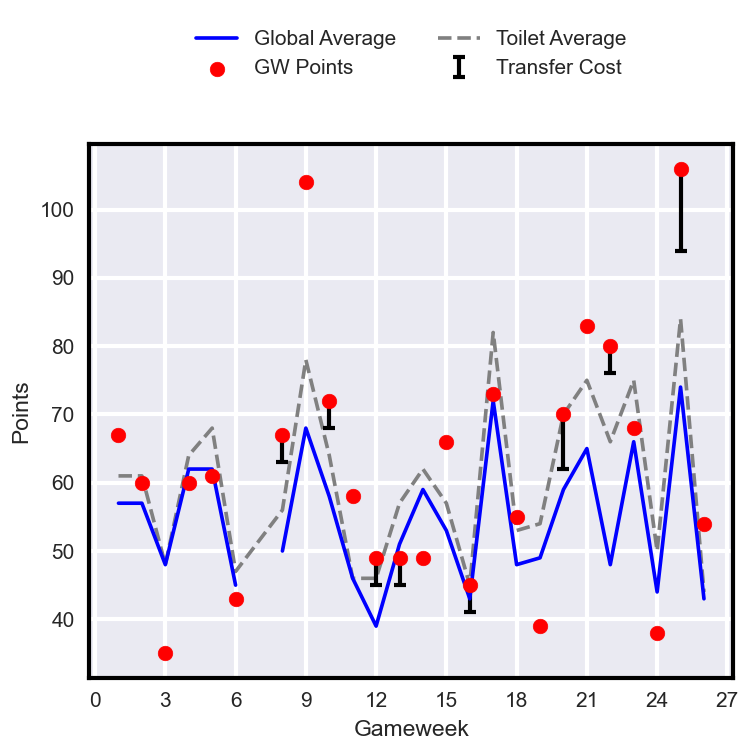 Global Average
Toilet Average
GW Points
Transfer Cost
100
90
80
70
60
50
40
Points
0 3 6 9 12 15 18 21 24 27
Gameweek